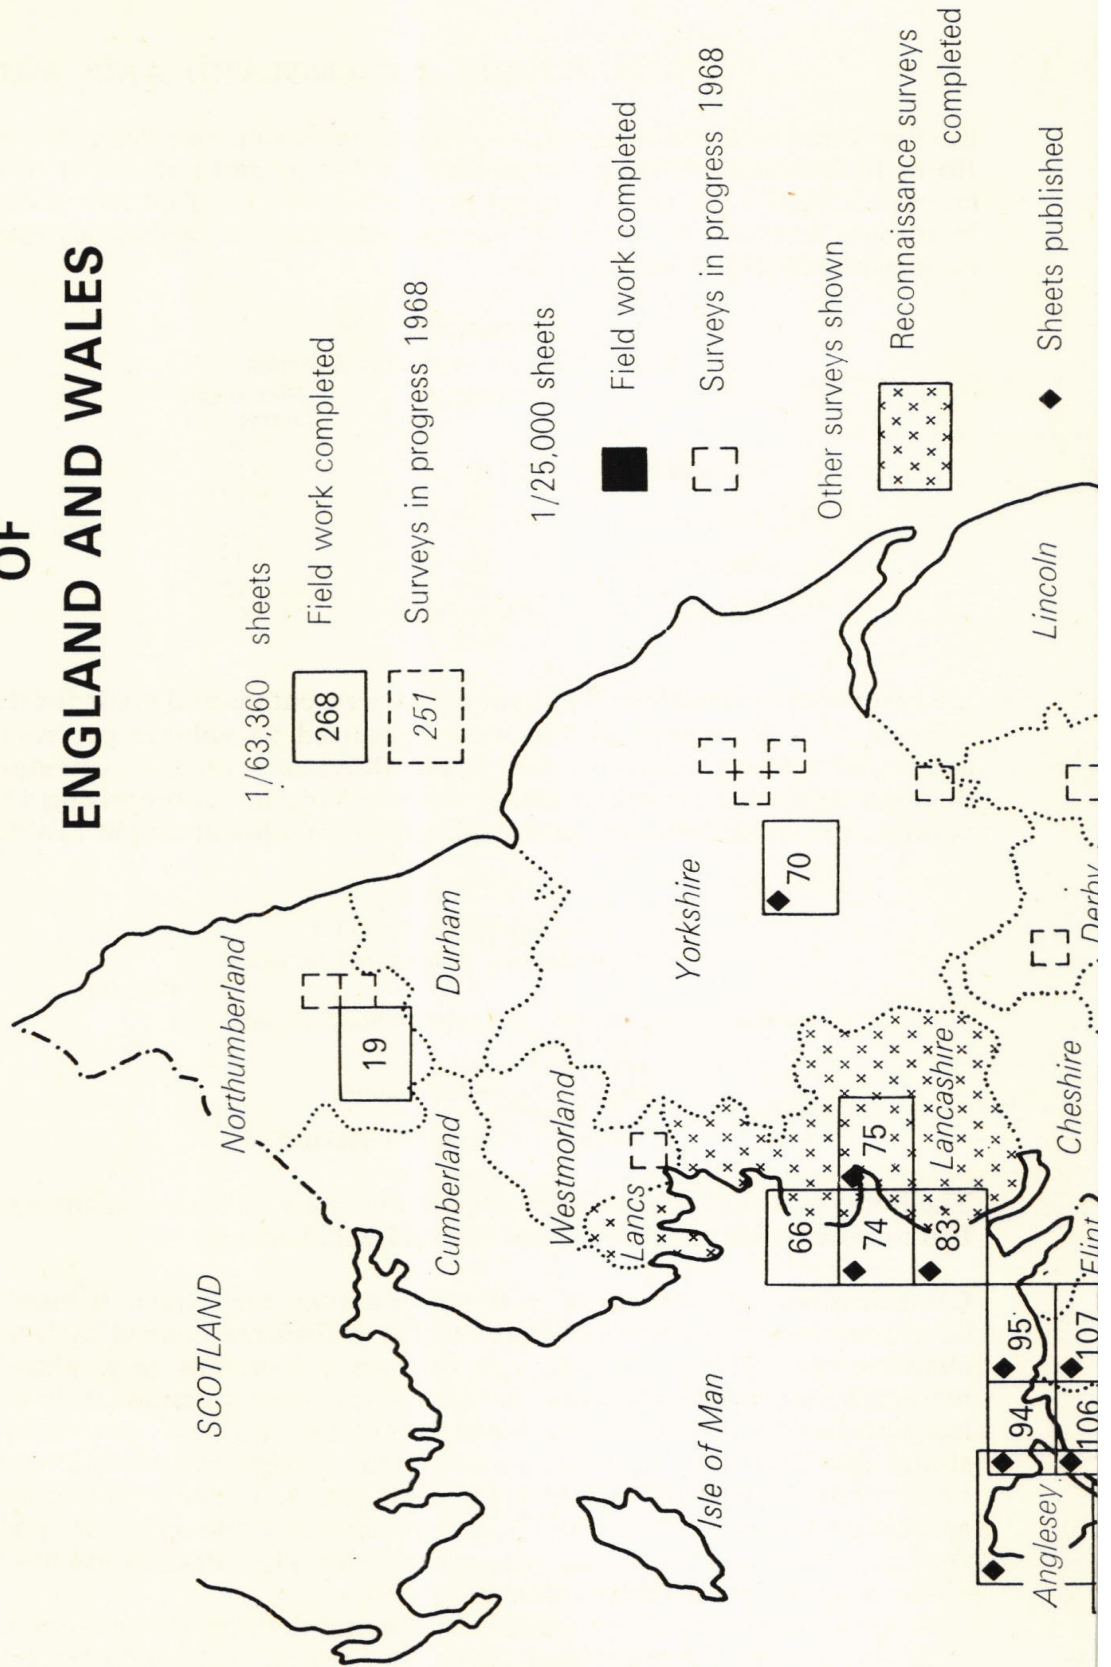 OF
ENGLAND AND WALES
1/63,360 sheets
268
Field work completed
251
Surveys in progress 1968
1/25,000 sheets
Field work completed
Surveys in progress 1968
Other surveys shown
Reconnaissance surveys
completed
Sheets published
SCOTLAND
Northumberland
19
Durham
Cumberland
Westmorland
Lancs
Yorkshire
70
Isle of Man
66
74
75
Lancashire
83
Lincoln
Derby
Cheshire
Flint
Anglesey
94
95
106
107